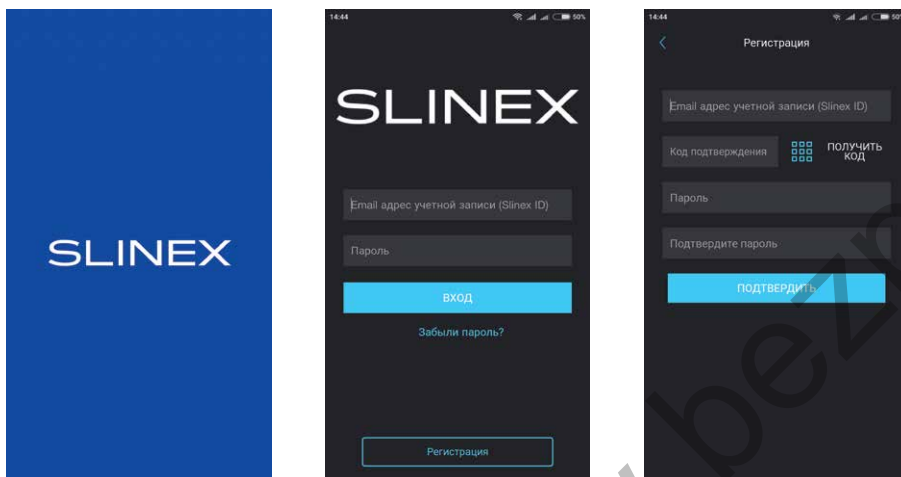 SLINEX
14:44
50%
SLINEX
Email адрес учетной записи (Slinex ID)
Пароль
ВХОД
Забыли пароль?
Регистрация
14:44
Регистрация
Email адрес учетной записи (Slinex ID)
Код подтверждения
ПОЛУЧИТЬ
КОД
Пароль
Подтвердите пароль
ПОДТВЕРДИТЬ